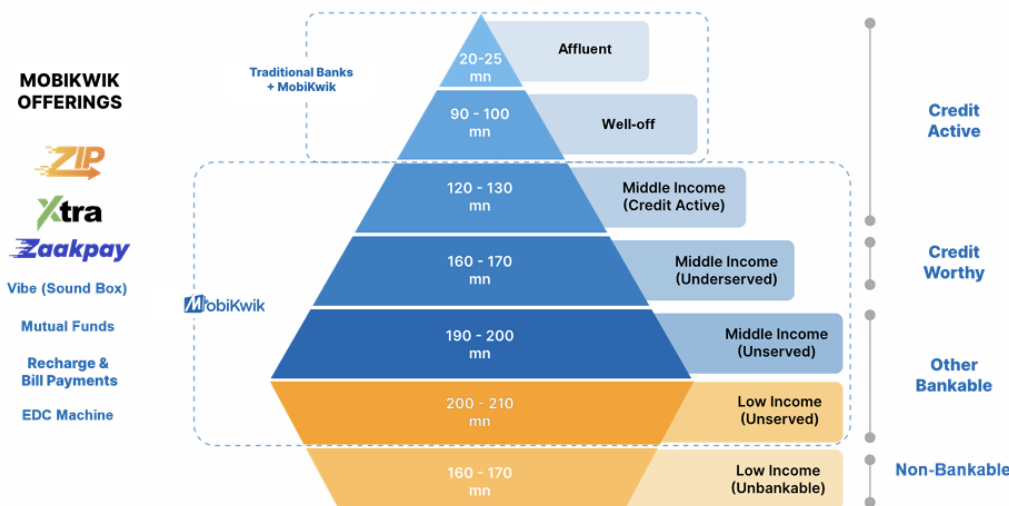 MOBIKWIK
OFFERINGS
ZIP
Xtra
Zaakpay
Vibe (Sound Box)
Mutual Funds
Recharge &
Bill Payments
EDC Machine
Traditional Banks
+ MobiKwik
MobiKwik
20-25
mn
Affluent
90 - 100
mn
Well-off
120 - 130
mn
Middle Income
(Credit Active)
160 - 170
mn
Middle Income
(Underserved)
190 - 200
mn
Middle Income
(Unserved)
200 - 210
mn
Low Income
(Unserved)
160 - 170
mn
Low Income
(Unbankable)
Credit
Active
Credit
Worthy
Other
Bankable
Non-Bankable